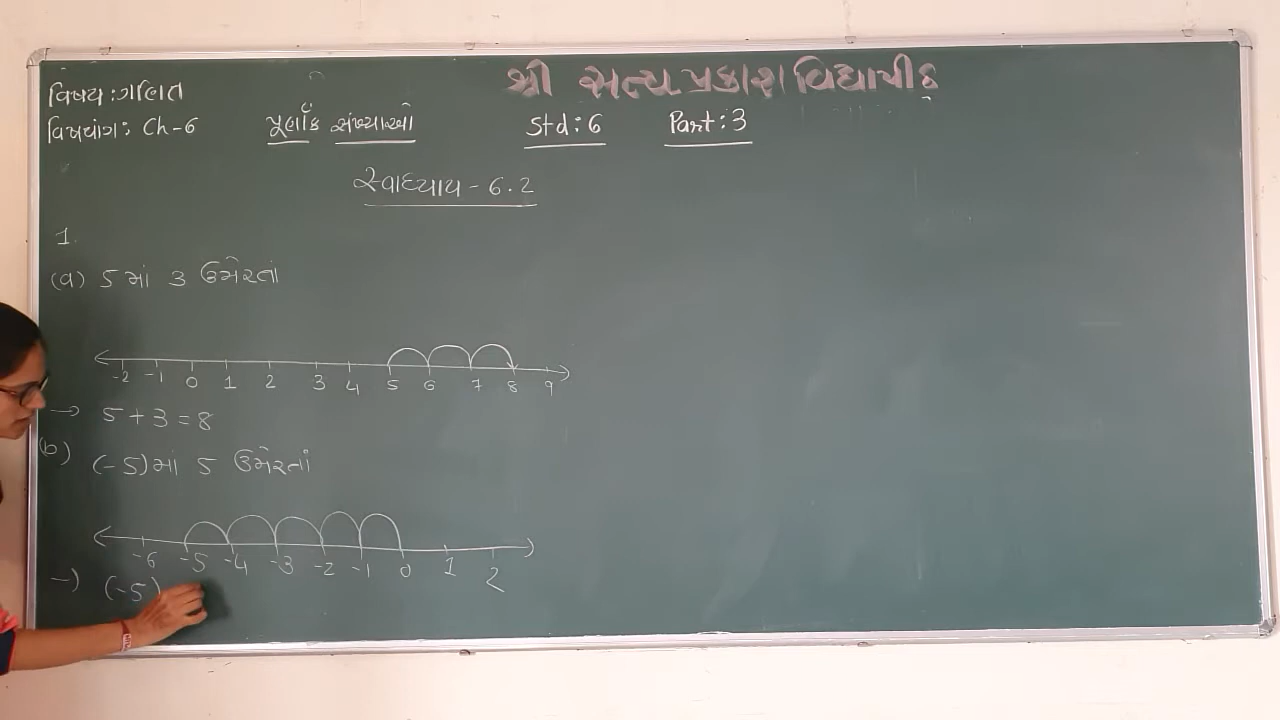 શ્રી સત્ય પ્રકાશ વિદ્યાપીઠ
વિષય : ગણિત
વિષયાંગ : Ch-6 પૂર્ણાંક સંખ્યાઓ Std : 6 Part : 3
સ્વાધ્યાય - 6.2
1.
(a) 5 માં 3 ઉમેરતાં
-2 -1 0 1 2 3 4 5 6 7 8 9
→ 5 + 3 = 8
(b) (-5)માં 5 ઉમેરતાં
-6 -5 -4 -3 -2 -1 0 1 2
→ (-5)